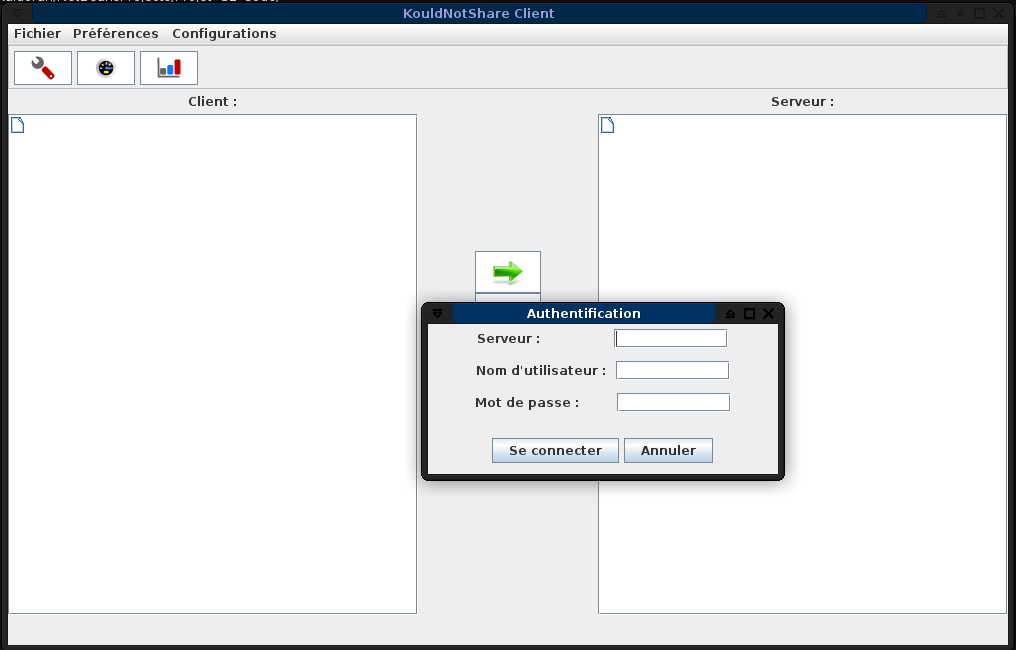 KouldNotShare Client
Fichier Préférences Configurations
Client : Serveur :
Authentification
Serveur :
Nom d'utilisateur :
Mot de passe :
Se connecter Annuler